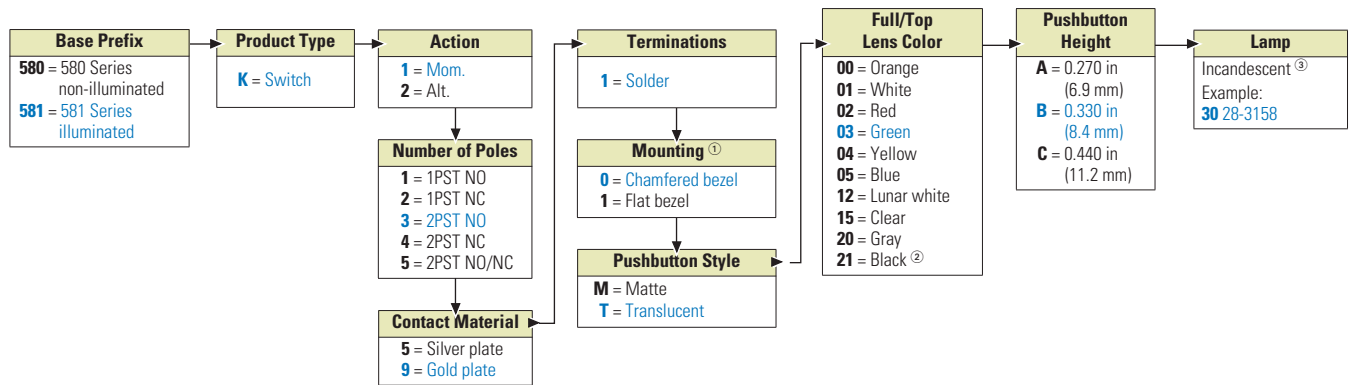 Base Prefix
580 = 580 Series
non-illuminated
581 = 581 Series
illuminated
Product Type
K = Switch
Action
1 = Mom.
2 = Alt.
Number of Poles
1 = 1PST NO
2 = 1PST NC
3 = 2PST NO
4 = 2PST NC
5 = 2PST NO/NC
Contact Material
5 = Silver plate
9 = Gold plate
Terminations
1 = Solder
Mounting ①
0 = Chamfered bezel
1 = Flat bezel
Pushbutton Style
M = Matte
T = Translucent
Full/Top
Lens Color
00 = Orange
01 = White
02 = Red
03 = Green
04 = Yellow
05 = Blue
12 = Lunar white
15 = Clear
20 = Gray
21 = Black ②
Pushbutton
Height
A = 0.270 in
(6.9 mm)
B = 0.330 in
(8.4 mm)
C = 0.440 in
(11.2 mm)
Lamp
Incandescent ③
Example:
30 28-3158